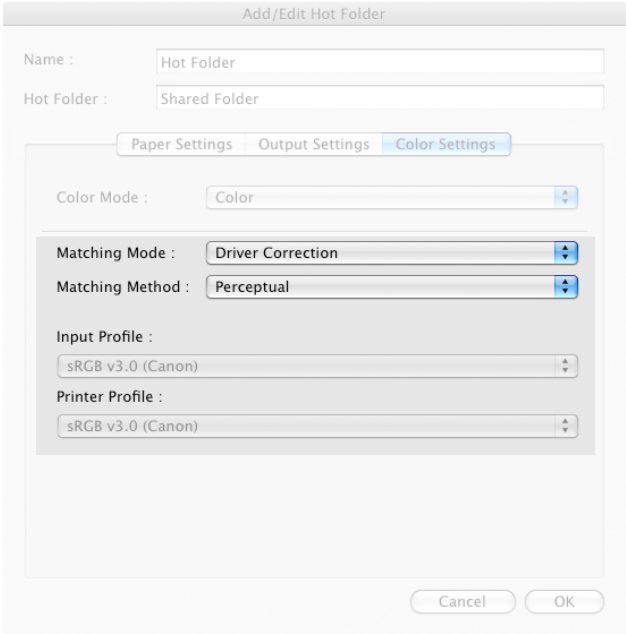 Add/Edit Hot Folder
Name : Hot Folder
Hot Folder : Shared Folder
Paper Settings Output Settings Color Settings
Color Mode : Color
Matching Mode : Driver Correction
Matching Method : Perceptual
Input Profile :
sRGB v3.0 (Canon)
Printer Profile :
sRGB v3.0 (Canon)
Cancel OK